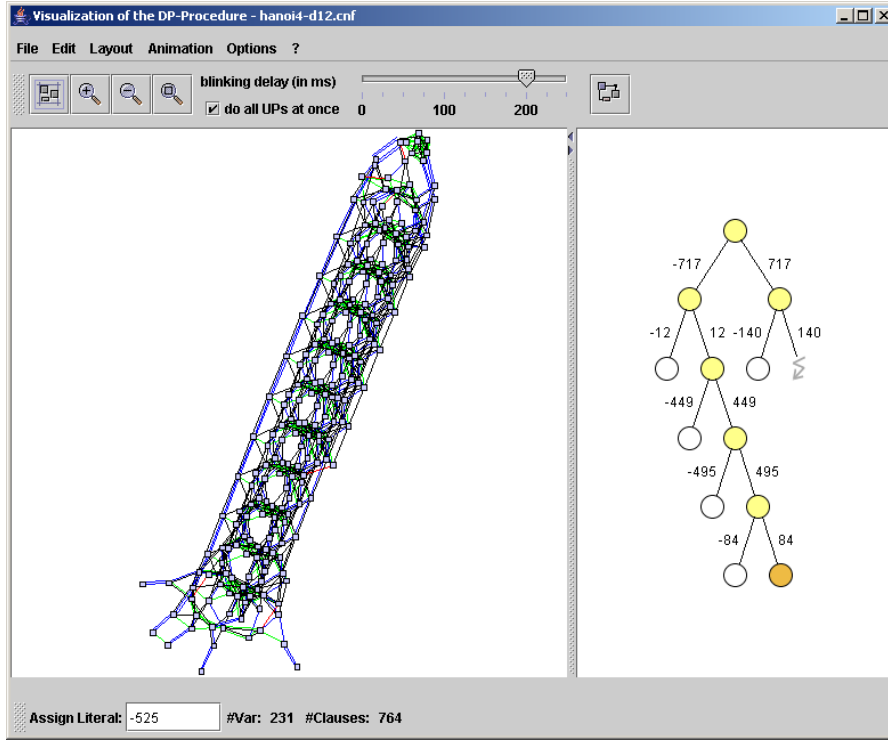 Visualization of the DP-Procedure - hanoi4-d12.cnf
File Edit Layout Animation Options ?
blinking delay (in ms)
do all UPs at once
0 100 200
-717 717
-12 12 -140 140
-449 449
-495 495
-84 84
Assign Literal: -525 #Var: 231 #Clauses: 764